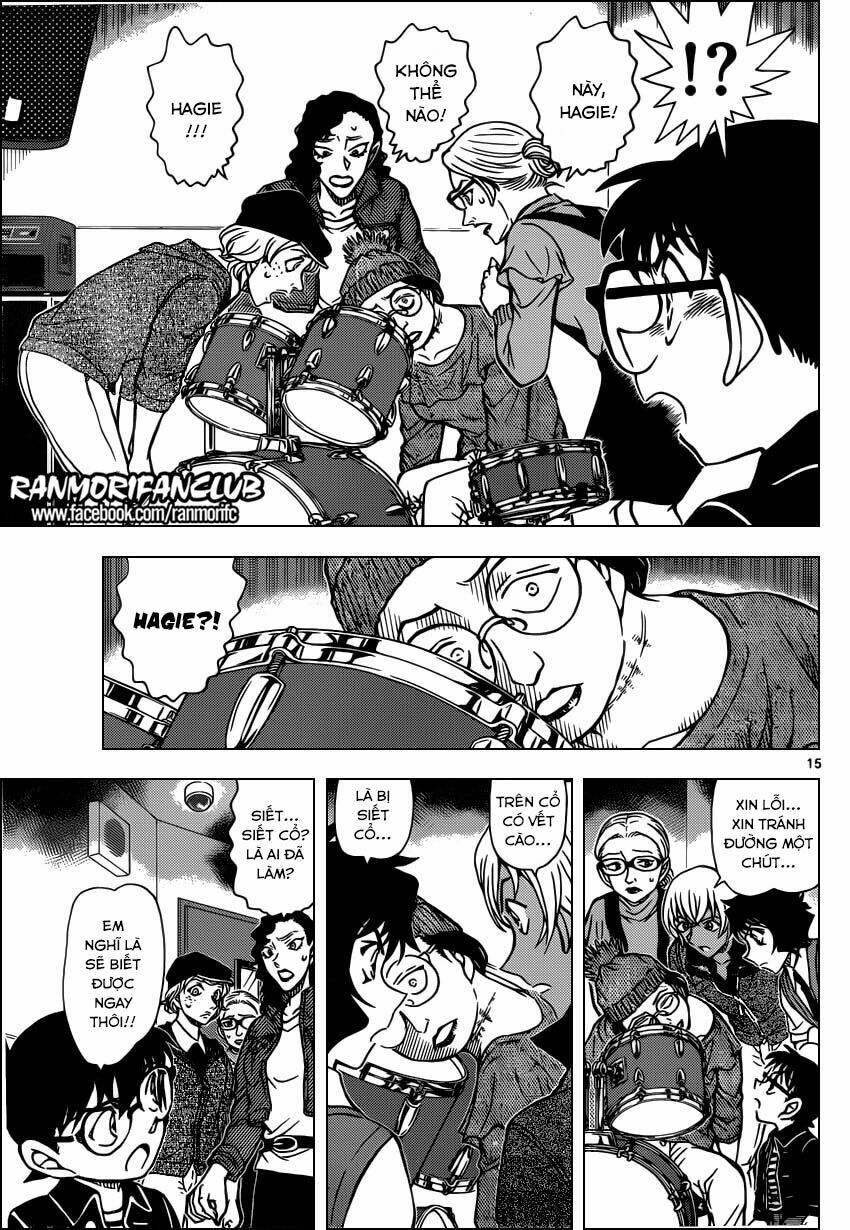 !?
NÀY,
HAGIE!
KHÔNG
THỂ
NÀO!
HAGIE
!!!
RANMORIFANCLUB
www.facebook.com/ranmorifc
HAGIE?!
15
XIN LỖI...
XIN TRÁNH
ĐƯỜNG MỘT
CHÚT...
TRÊN CỔ
CÓ VẾT
CÀO...
LÀ BỊ
SIẾT
CỔ...
SIẾT...
SIẾT CỔ?
LÀ AI ĐÃ
LÀM?
EM
NGHĨ LÀ
SẼ BIẾT
ĐƯỢC
NGAY
THÔI!!